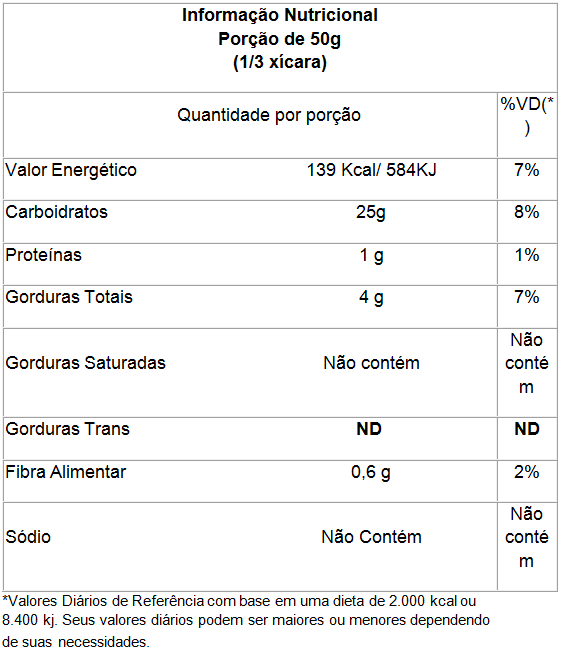 Informação Nutricional
Porção de 50g
(1/3 xícara)
Quantidade por porção
%VD(*
)
Valor Energético 139 Kcal/ 584KJ 7%
Carboidratos 25g 8%
Proteínas 1 g 1%
Gorduras Totais 4 g 7%
Gorduras Saturadas Não contém
Não
conté
m
Gorduras Trans ND ND
Fibra Alimentar 0,6 g 2%
Sódio Não Contém
Não
conté
m
*Valores Diários de Referência com base em uma dieta de 2.000 kcal ou
8.400 kj. Seus valores diários podem ser maiores ou menores dependendo
de suas necessidades.